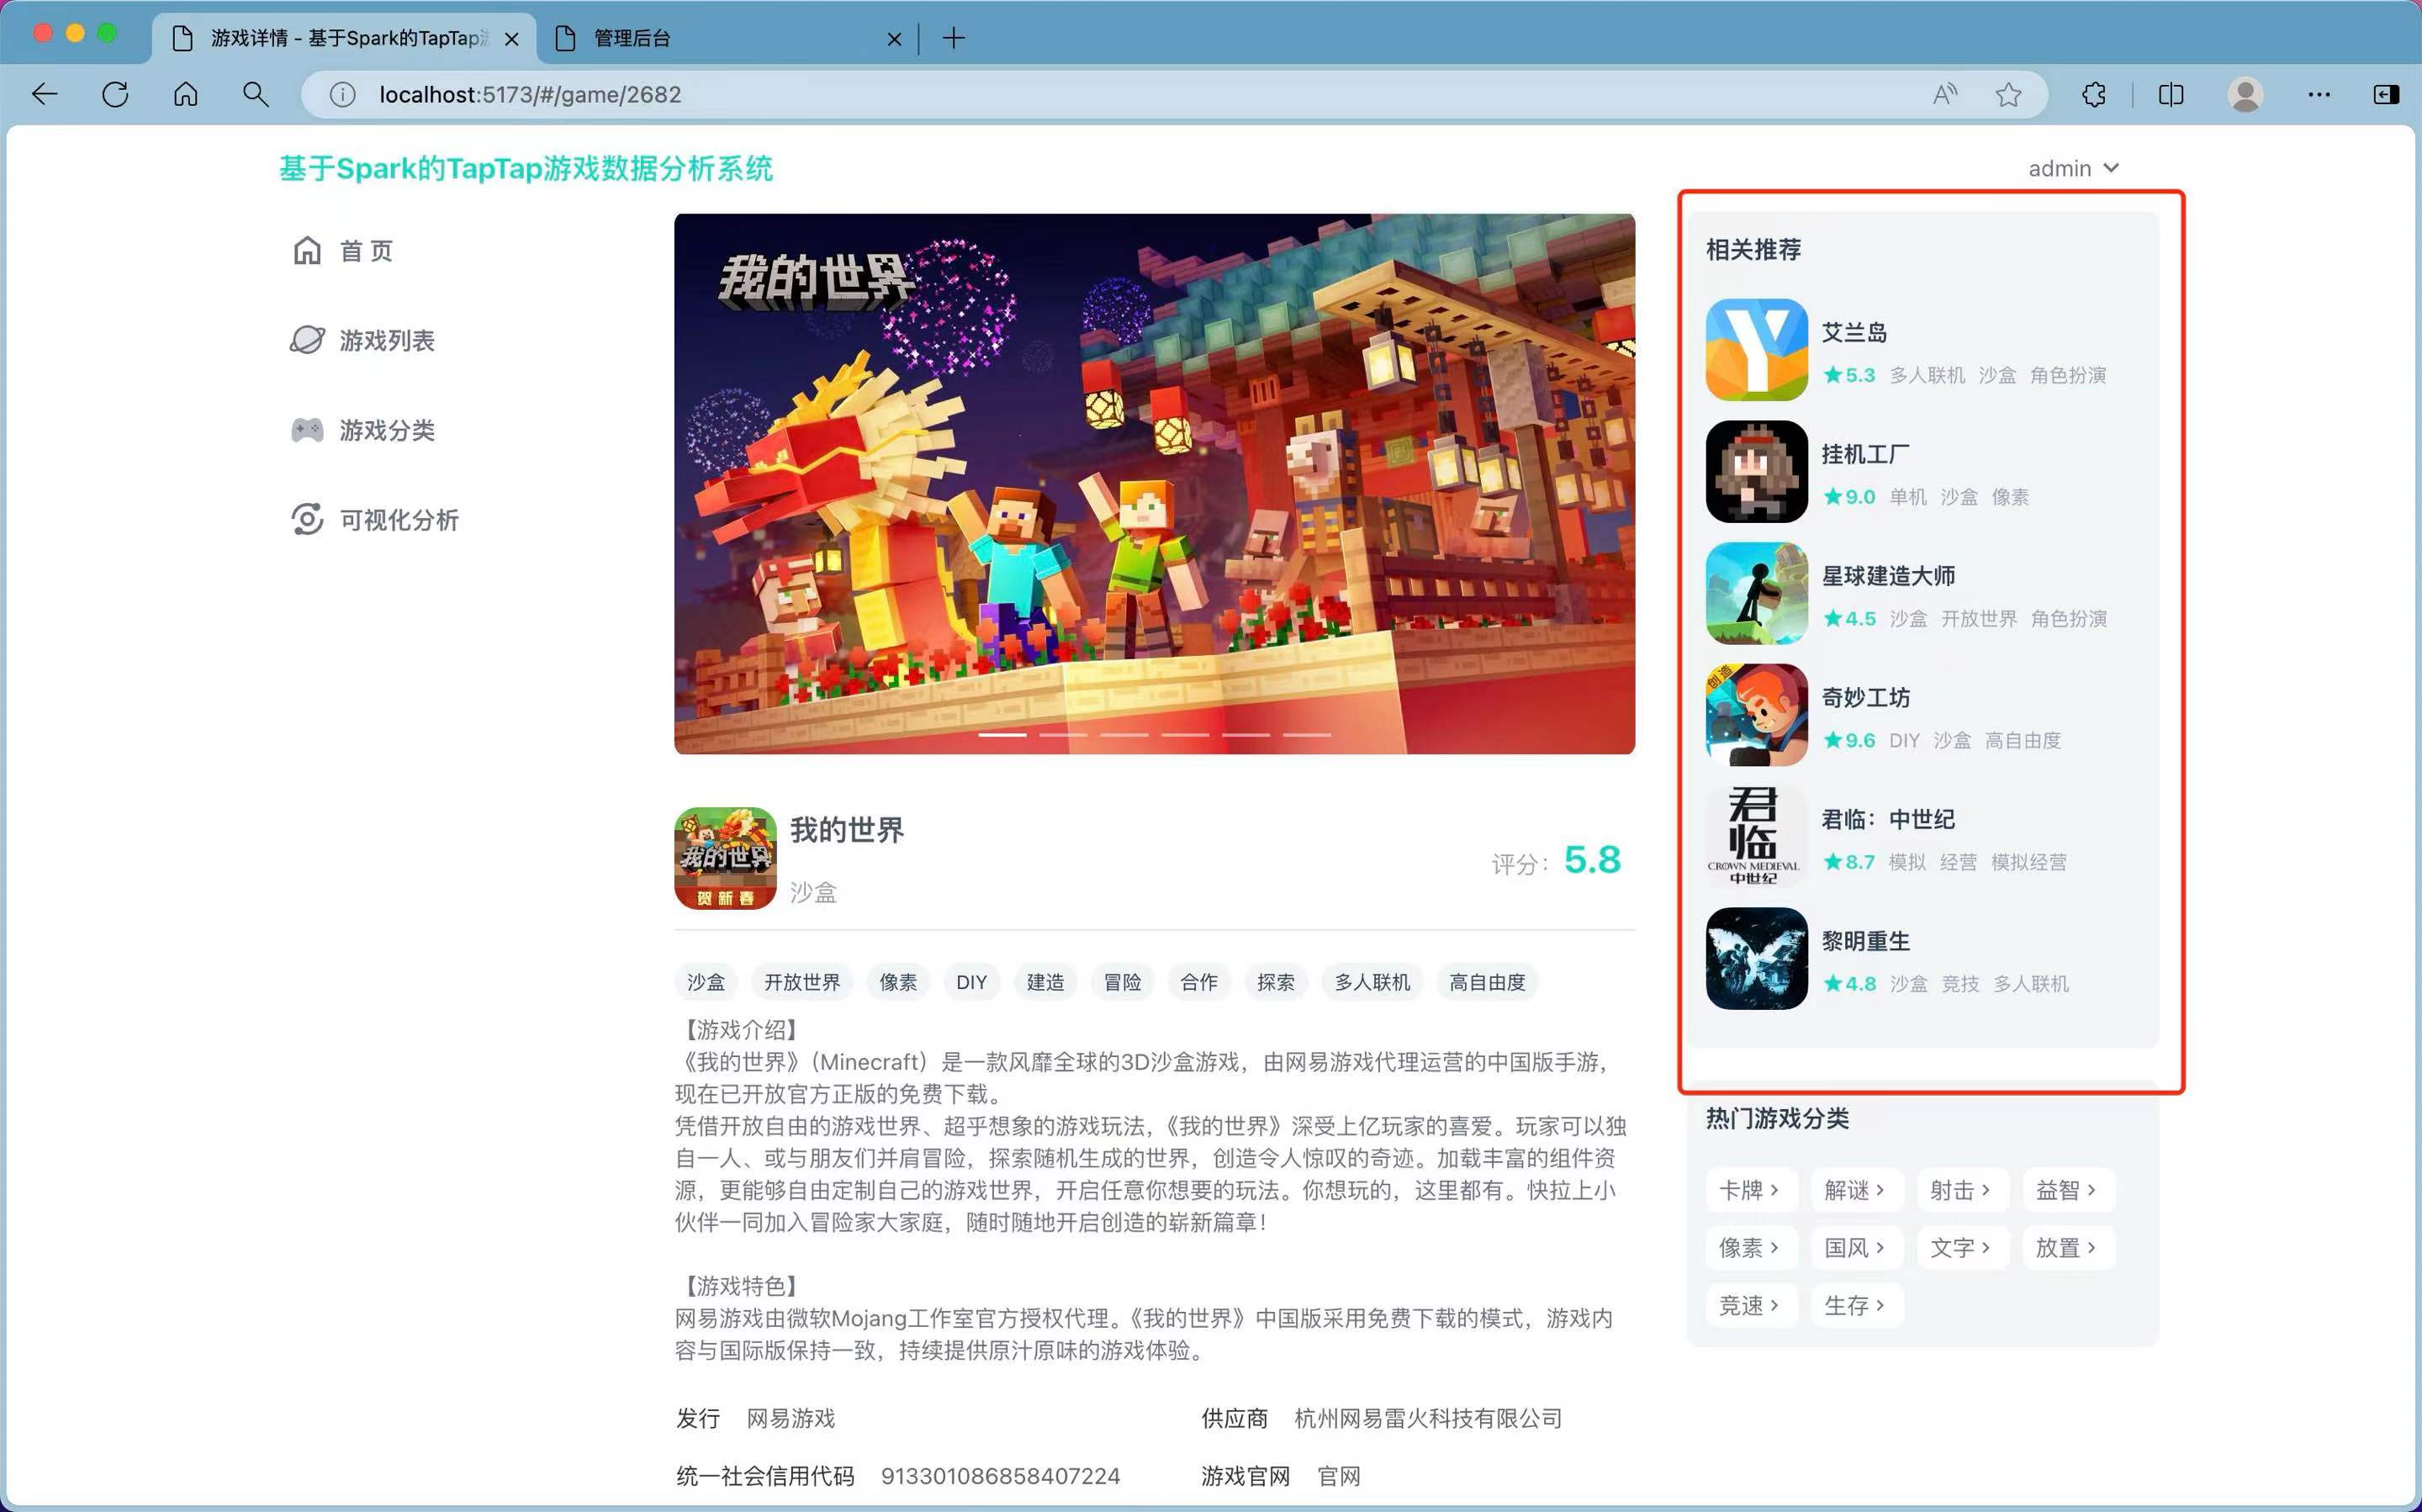 游戏详情 - 基于Spark的TapTap游
管理后台
localhost:5173/#/game/2682
基于Spark的TapTap游戏数据分析系统
admin
首 页
游戏列表
游戏分类
可视化分析
我的世界
我的世界
贺新春
我的世界
沙盒
评分：
5.8
沙盒
开放世界
像素
DIY
建造
冒险
合作
探索
多人联机
高自由度
【游戏介绍】
《我的世界》（Minecraft）是一款风靡全球的3D沙盒游戏，由网易游戏代理运营的中国版手游，
现在已开放官方正版的免费下载。
凭借开放自由的游戏世界、超乎想象的游戏玩法，《我的世界》深受上亿玩家的喜爱。玩家可以独
自一人、或与朋友们并肩冒险，探索随机生成的世界，创造令人惊叹的奇迹。加载丰富的组件资
源，更能够自由定制自己的游戏世界，开启任意你想要的玩法。你想玩的，这里都有。快拉上小
伙伴一同加入冒险家大家庭，随时随地开启创造的崭新篇章！
【游戏特色】
网易游戏由微软Mojang工作室官方授权代理。《我的世界》中国版采用免费下载的模式，游戏内
容与国际版保持一致，持续提供原汁原味的游戏体验。
发行 网易游戏
供应商 杭州网易雷火科技有限公司
统一社会信用代码 913301086858407224
游戏官网 官网
相关推荐
艾兰岛
★5.3 多人联机 沙盒 角色扮演
挂机工厂
★9.0 单机 沙盒 像素
星球建造大师
★4.5 沙盒 开放世界 角色扮演
创造
奇妙工坊
★9.6 DIY 沙盒 高自由度
君
临
CROWN MEDIEVAL
中世纪
君临：中世纪
★8.7 模拟 经营 模拟经营
黎明重生
★4.8 沙盒 竞技 多人联机
热门游戏分类
卡牌 > 解谜 > 射击 > 益智 >
像素 > 国风 > 文字 > 放置 >
竞速 > 生存 >